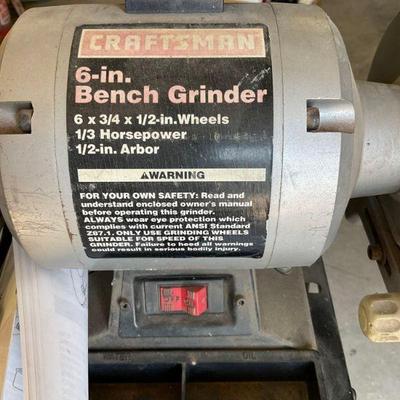 CRAFTSMAN
6-in.
Bench Grinder
6 x 3/4 x 1/2-in. Wheels
1/3 Horsepower
1/2-in. Arbor
⚠WARNING
FOR YOUR OWN SAFETY: Read and
understand enclosed owner's manual
before operating this grinder.
ALWAYS wear eye protection which
complies with current ANSI Standard
Z87.1. ONLY USE GRINDING WHEELS
SUITABLE FOR SPEED OF THIS
GRINDER. Failure to heed all warnings
could result in serious bodily injury.
WATER
OIL